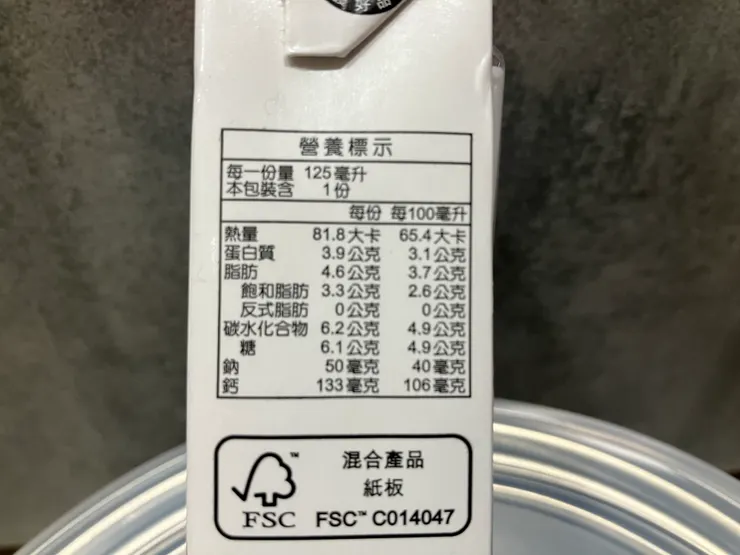 好品
營養標示
每一份量 125毫升
本包裝含 1份
每份 每100毫升
熱量 81.8大卡 65.4大卡
蛋白質 3.9公克 3.1公克
脂肪 4.6公克 3.7公克
飽和脂肪 3.3公克 2.6公克
反式脂肪 0公克 0公克
碳水化合物 6.2公克 4.9公克
糖 6.1公克 4.9公克
鈉 50毫克 40毫克
鈣 133毫克 106毫克
混合產品
紙板
FSC™ C014047
™
FSC